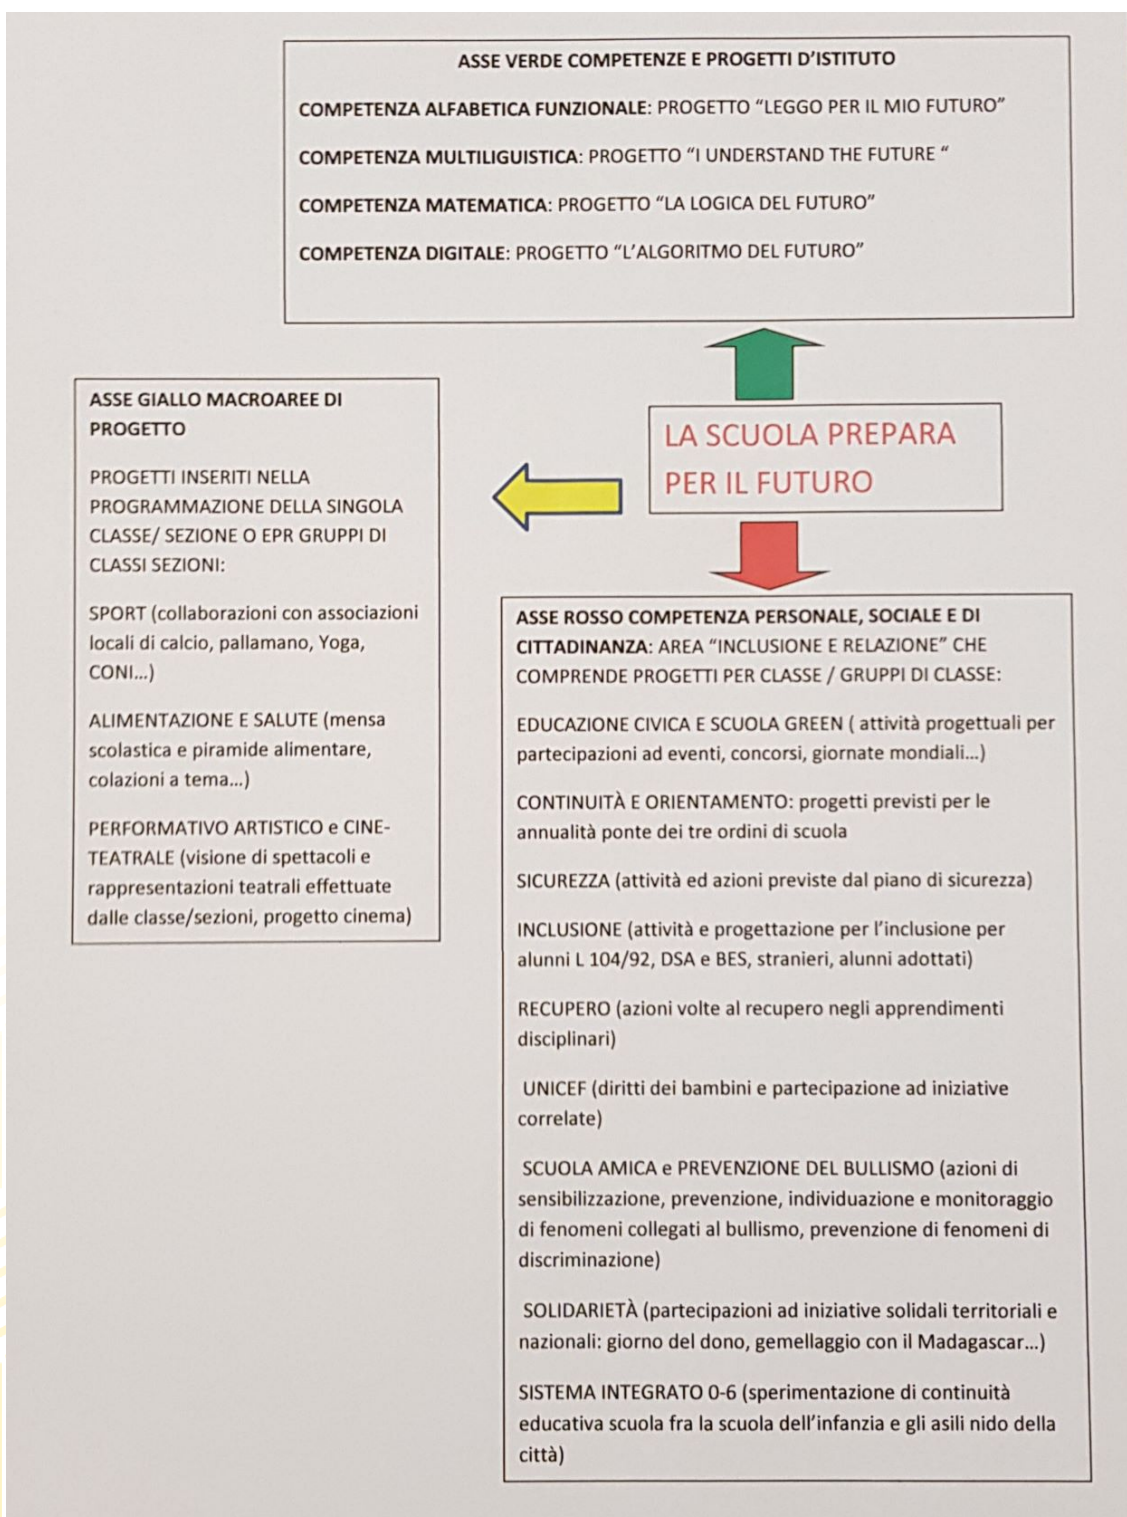 ASSE VERDE COMPETENZE E PROGETTI D'ISTITUTO
COMPETENZA ALFABETICA FUNZIONALE: PROGETTO "LEGGO PER IL MIO FUTURO"
COMPETENZA MULTILIGUISTICA: PROGETTO "I UNDERSTAND THE FUTURE "
COMPETENZA MATEMATICA: PROGETTO "LA LOGICA DEL FUTURO"
COMPETENZA DIGITALE: PROGETTO "L'ALGORITMO DEL FUTURO"
LA SCUOLA PREPARA
PER IL FUTURO
ASSE GIALLO MACROAREE DI
PROGETTO
PROGETTI INSERITI NELLA
PROGRAMMAZIONE DELLA SINGOLA
CLASSE/ SEZIONE O EPR GRUPPI DI
CLASSI SEZIONI:
SPORT (collaborazioni con associazioni
locali di calcio, pallamano, Yoga,
CONI...)
ALIMENTAZIONE E SALUTE (mensa
scolastica e piramide alimentare,
colazioni a tema...)
PERFORMATIVO ARTISTICO e CINE-
TEATRALE (visione di spettacoli e
rappresentazioni teatrali effettuate
dalle classe/sezioni, progetto cinema)
ASSE ROSSO COMPETENZA PERSONALE, SOCIALE E DI
CITTADINANZA: AREA "INCLUSIONE E RELAZIONE" CHE
COMPRENDE PROGETTI PER CLASSE / GRUPPI DI CLASSE:
EDUCAZIONE CIVICA E SCUOLA GREEN ( attività progettuali per
partecipazioni ad eventi, concorsi, giornate mondiali...)
CONTINUITÀ E ORIENTAMENTO: progetti previsti per le
annualità ponte dei tre ordini di scuola
SICUREZZA (attività ed azioni previste dal piano di sicurezza)
INCLUSIONE (attività e progettazione per l'inclusione per
alunni L 104/92, DSA e BES, stranieri, alunni adottati)
RECUPERO (azioni volte al recupero negli apprendimenti
disciplinari)
UNICEF (diritti dei bambini e partecipazione ad iniziative
correlate)
SCUOLA AMICA e PREVENZIONE DEL BULLISMO (azioni di
sensibilizzazione, prevenzione, individuazione e monitoraggio
di fenomeni collegati al bullismo, prevenzione di fenomeni di
discriminazione)
SOLIDARIETÀ (partecipazioni ad iniziative solidali territoriali e
nazionali: giorno del dono, gemellaggio con il Madagascar...)
SISTEMA INTEGRATO 0-6 (sperimentazione di continuità
educativa scuola fra la scuola dell'infanzia e gli asili nido della
città)